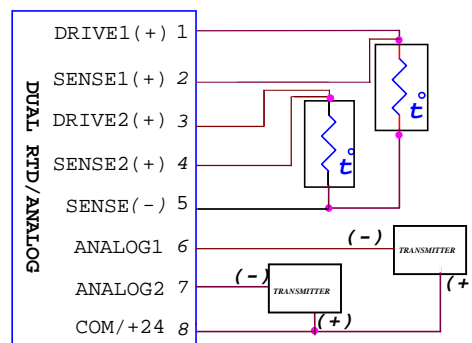 DUAL RTD/ANALOG
DRIVE1(+) 1
SENSE1(+) 2
DRIVE2(+) 3
SENSE2(+) 4
SENSE(-) 5
ANALOG1 6
ANALOG2 7
COM/+24 8
t°
t°
(-)
TRANSMITTER
(+
(-)
TRANSMITTER
(+)